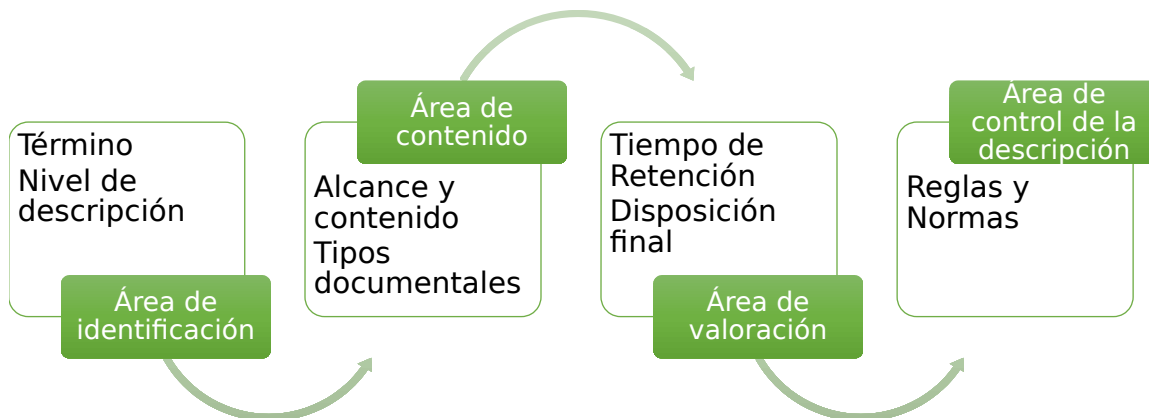 Término
Nivel de
descripción
Área de
identificación
Área de
contenido
Alcance y
contenido
Tipos
documentales
Tiempo de
Retención
Disposición
final
Área de
valoración
Área de
control de la
descripción
Reglas y
Normas